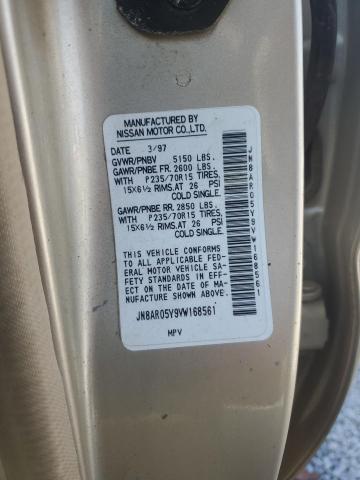 MANUFACTURED BY
NISSAN MOTOR CO.,LTD.
DATE 3/97
GVWR/PNBV 5150 LBS.
GAWR/PNBE FR. 2600 LBS.
WITH P235/70R15 TIRES,
15X6½ RIMS,AT 26 PSI
COLD SINGLE.
GAWR/PNBE RR. 2850 LBS.
WITH P235/70R15 TIRES,
15X6½ RIMS,AT 26 PSI
COLD SINGLE.
THIS VEHICLE CONFORMS
TO ALL APPLICABLE FED-
ERAL MOTOR VEHICLE SA-
FETY STANDARDS IN EFF-
ECT ON THE DATE OF MA-
NUFACTURE SHOWN ABOVE.
JN8AR05Y9VW168561
MPV
JN8AR05Y9VW168561